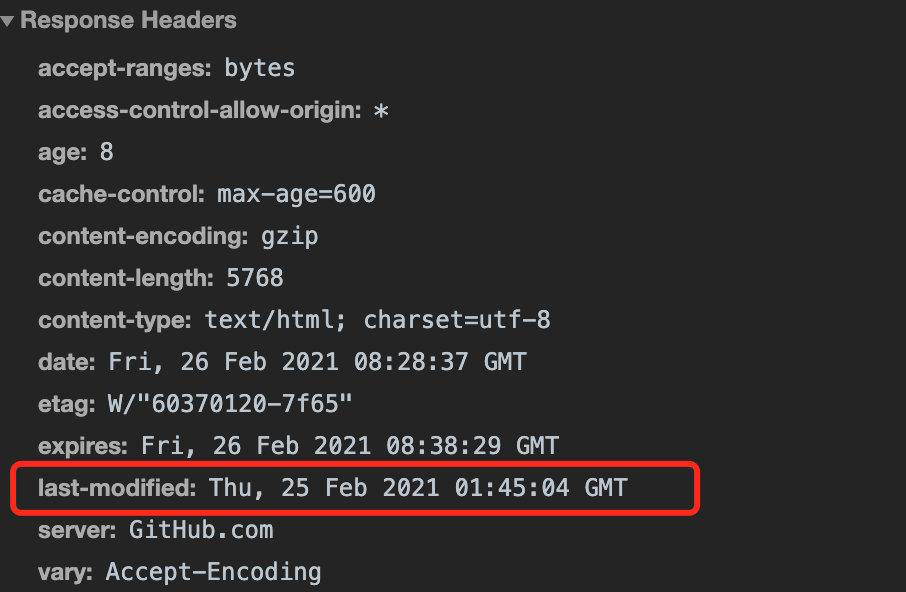 Response Headers
accept-ranges: bytes
access-control-allow-origin: *
age: 8
cache-control: max-age=600
content-encoding: gzip
content-length: 5768
content-type: text/html; charset=utf-8
date: Fri, 26 Feb 2021 08:28:37 GMT
etag: W/"60370120-7f65"
expires: Fri, 26 Feb 2021 08:38:29 GMT
last-modified: Thu, 25 Feb 2021 01:45:04 GMT
server: GitHub.com
vary: Accept-Encoding